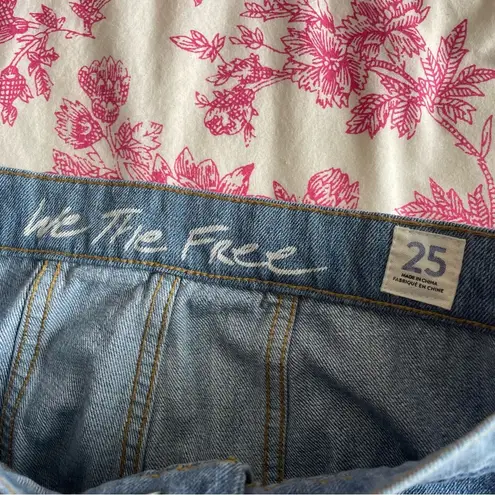 We The Free
25
MADE IN CHINA
FABRIQUÉ EN CHINE